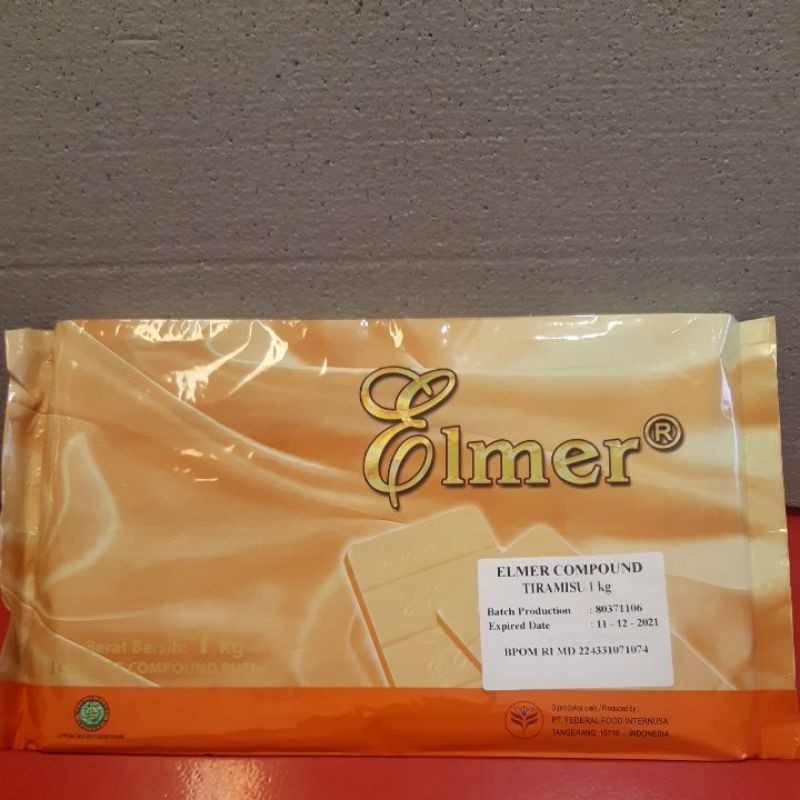 Elmer®
ELMER COMPOUND
TIRAMISU 1 kg
Batch Production : 80371106
Expired Date : 11 - 12 - 2021
BPOM RI MD 224331071074
Berat Bersih: 1 kg
COMPOUND PUTIH
Diproduksi oleh / Produced by :
PT. FEDERAL FOOD INTERNUSA
TANGERANG 15710 - INDONESIA